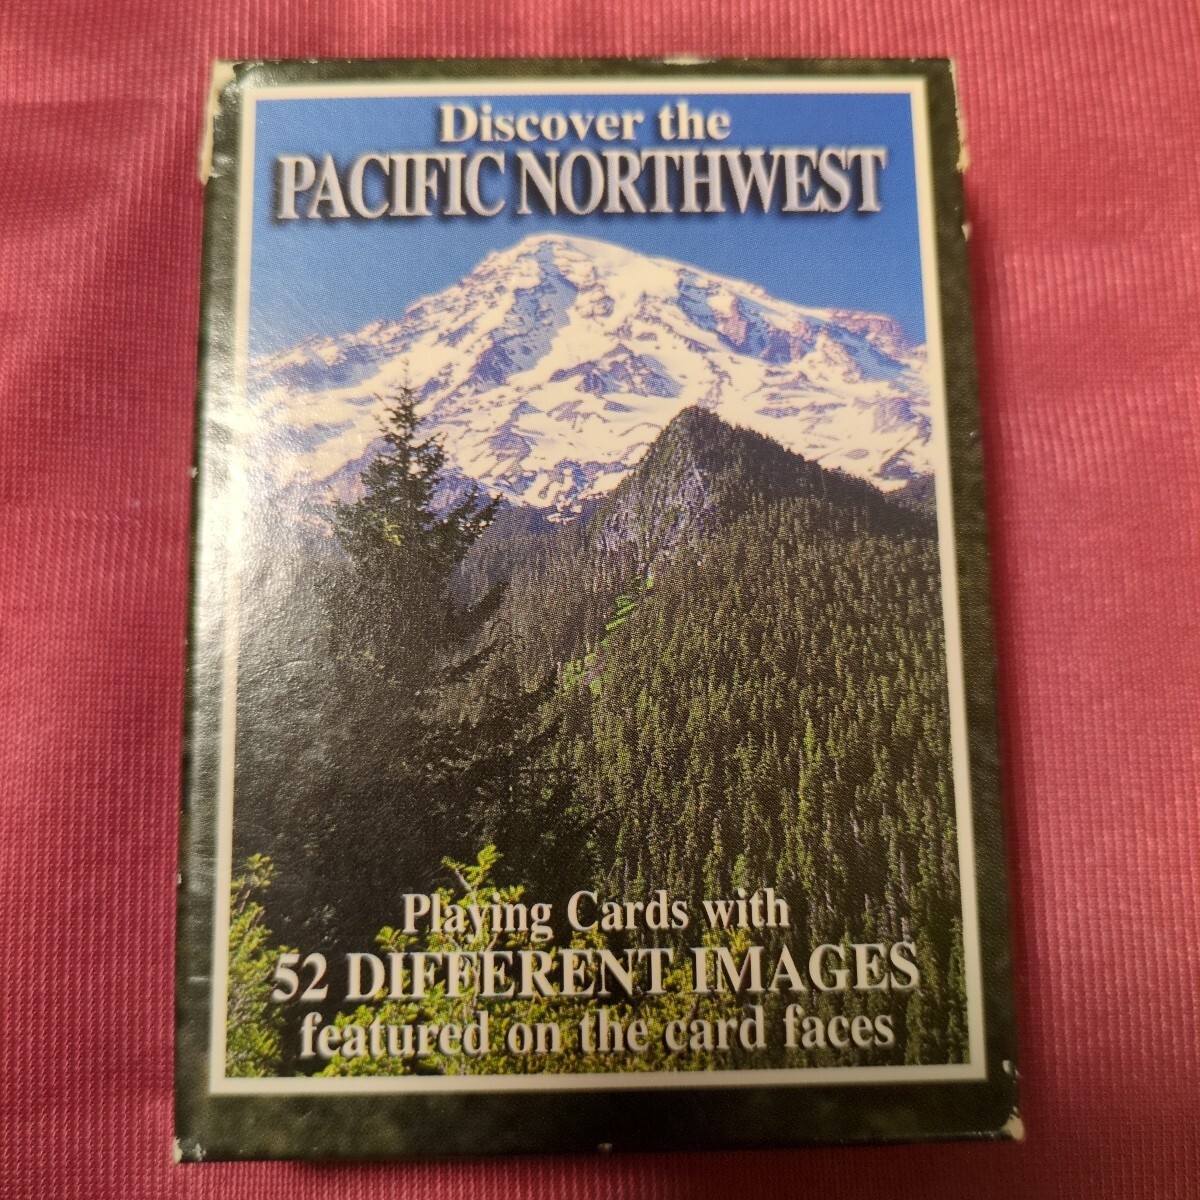 Discover the
PACIFIC NORTHWEST
Playing Cards with
52 DIFFERENT IMAGES
featured on the card faces